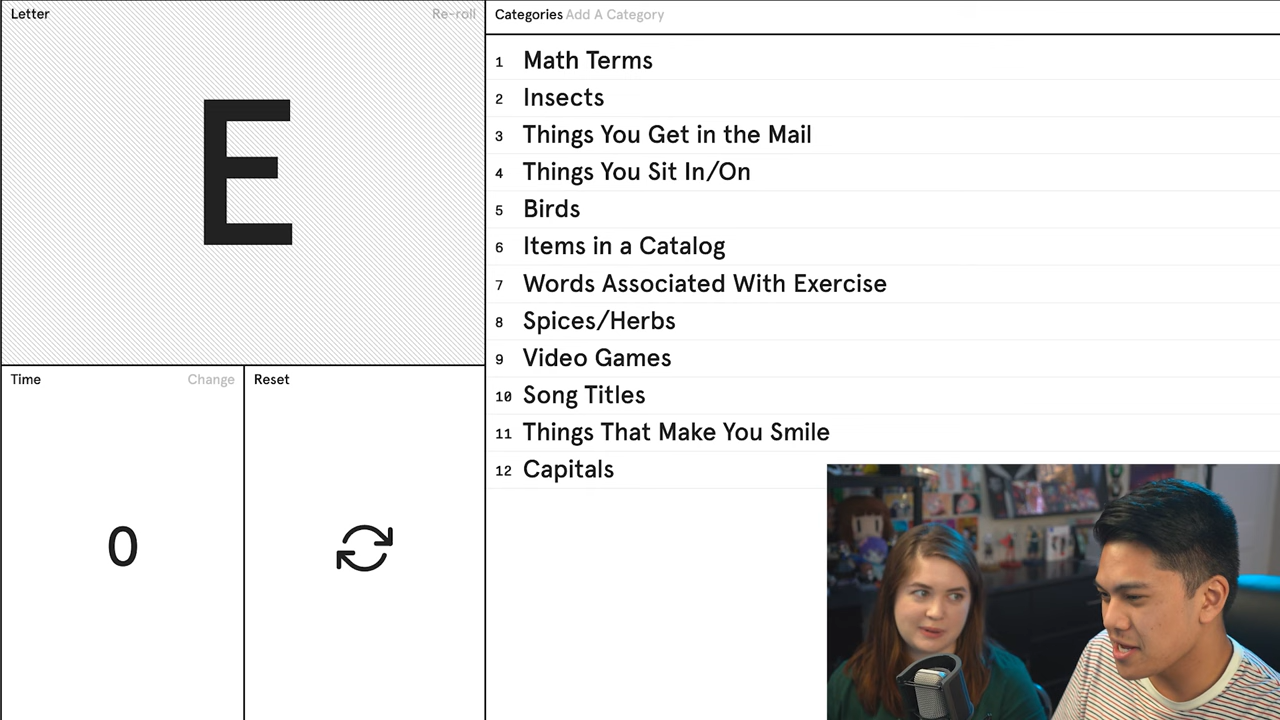 Letter
Re-roll
E
Time
Change
0
Reset
Categories Add A Category
1 Math Terms
2 Insects
3 Things You Get in the Mail
4 Things You Sit In/On
5 Birds
6 Items in a Catalog
7 Words Associated With Exercise
8 Spices/Herbs
9 Video Games
10 Song Titles
11 Things That Make You Smile
12 Capitals